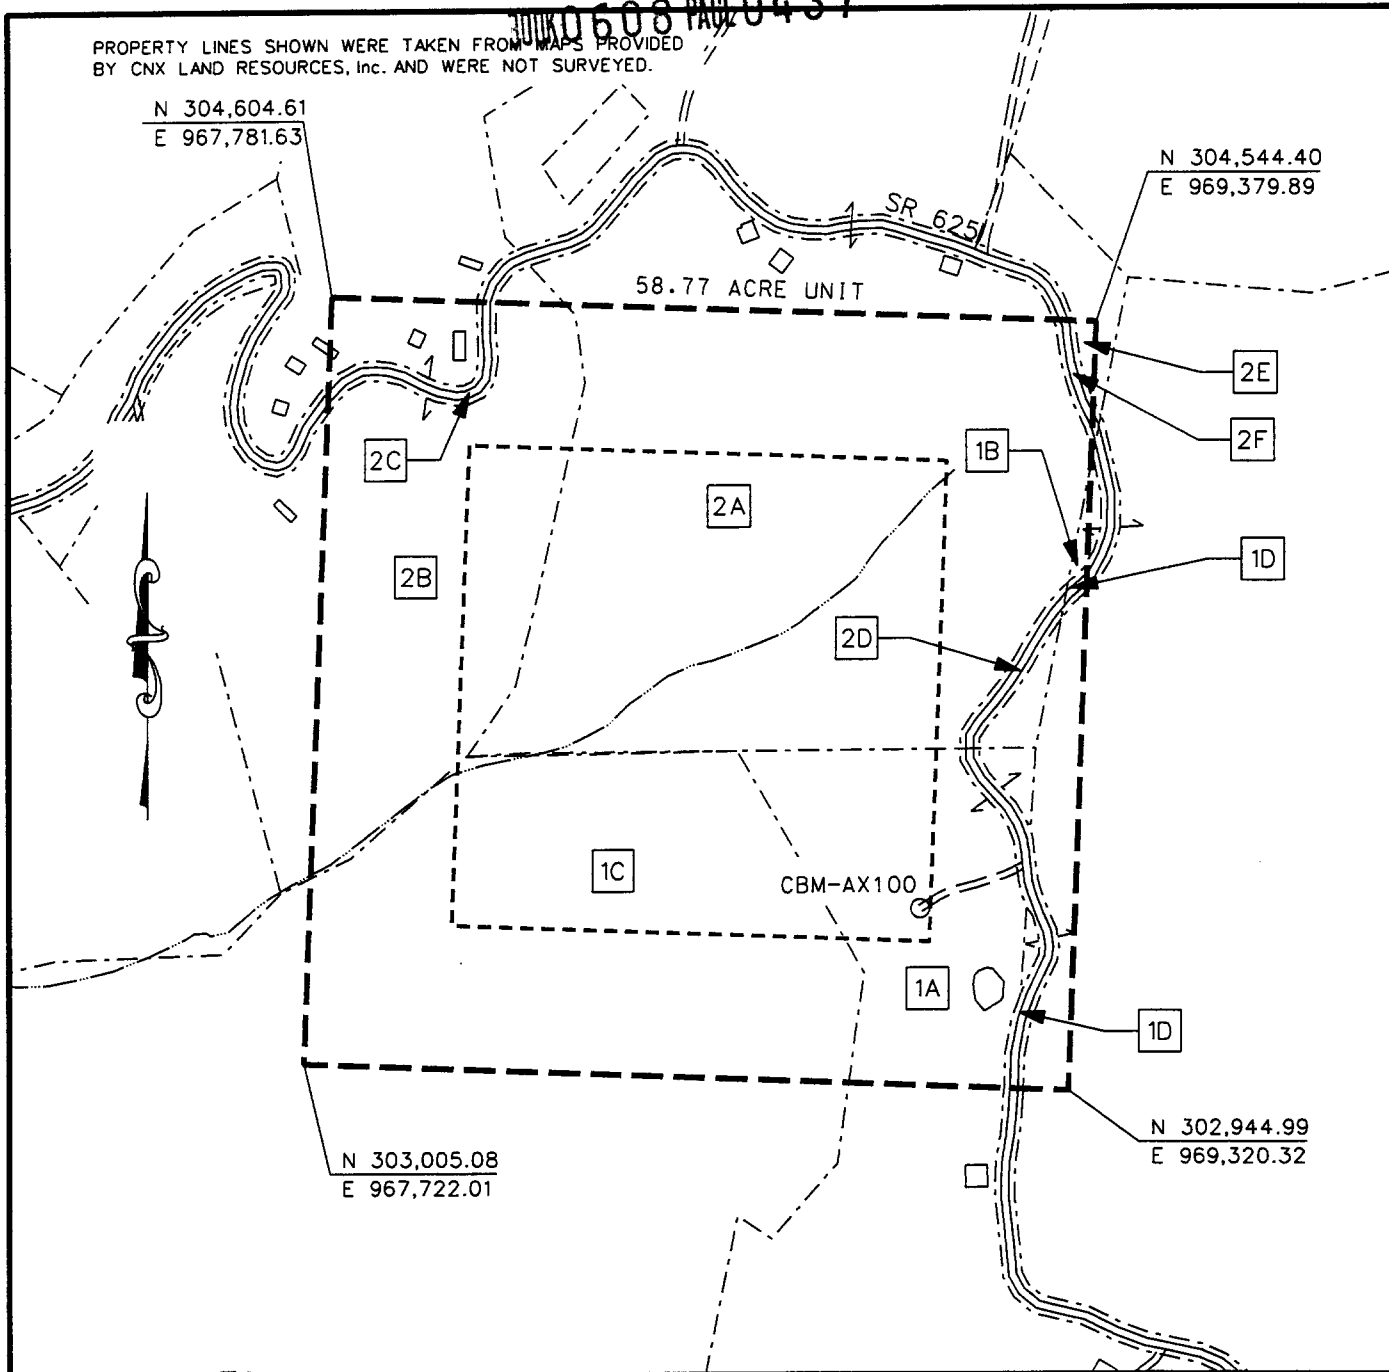 0608 0437
PROPERTY LINES SHOWN WERE TAKEN FROM MAPS PROVIDED
BY CNX LAND RESOURCES, Inc. AND WERE NOT SURVEYED.
N 304,604.61
E 967,781.63
N 304,544.40
E 969,379.89
SR 625
58.77 ACRE UNIT
2E
2F
1B
2C
2A
1D
2B
2D
1C
CBM-AX100
1A
1D
N 302,944.99
E 969,320.32
N 303,005.08
E 967,722.01